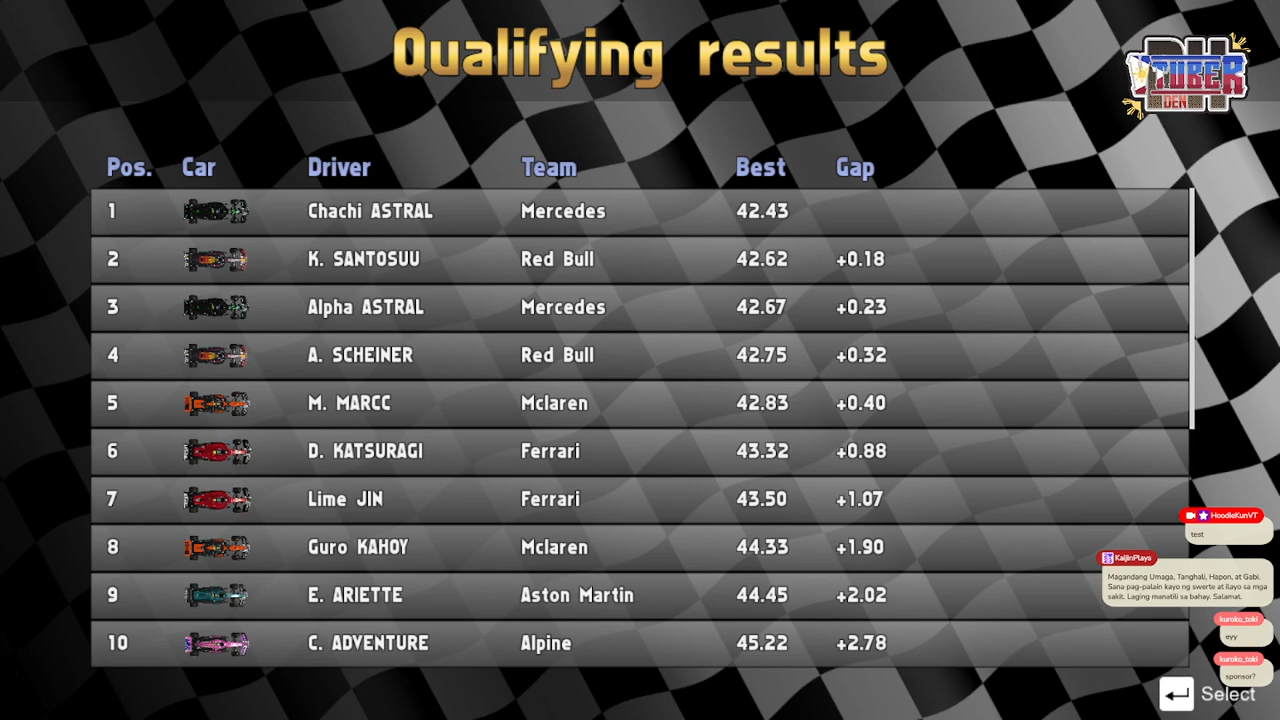 Qualifying results
PH
VTUBER
DEN
Pos. Car Driver Team Best Gap
1 Chachi ASTRAL Mercedes 42.43
2 K. SANTOSUU Red Bull 42.62 +0.18
3 Alpha ASTRAL Mercedes 42.67 +0.23
4 A. SCHEINER Red Bull 42.75 +0.32
5 M. MARCC Mclaren 42.83 +0.40
6 D. KATSURAGI Ferrari 43.32 +0.88
7 Lime JIN Ferrari 43.50 +1.07
8 Guro KAHOY Mclaren 44.33 +1.90
9 E. ARIETTE Aston Martin 44.45 +2.02
10 C. ADVENTURE Alpine 45.22 +2.78
HoodieKunVT
test
KaijinPlays
Magandang Umaga, Tanghali, Hapon, at Gabi.
Sana pag-palain kayo ng swerte at ilayo sa mga
sakit. Laging manatili sa bahay. Salamat.
kuroko_toki
eyy
kuroko_toki
sponsor?
Select